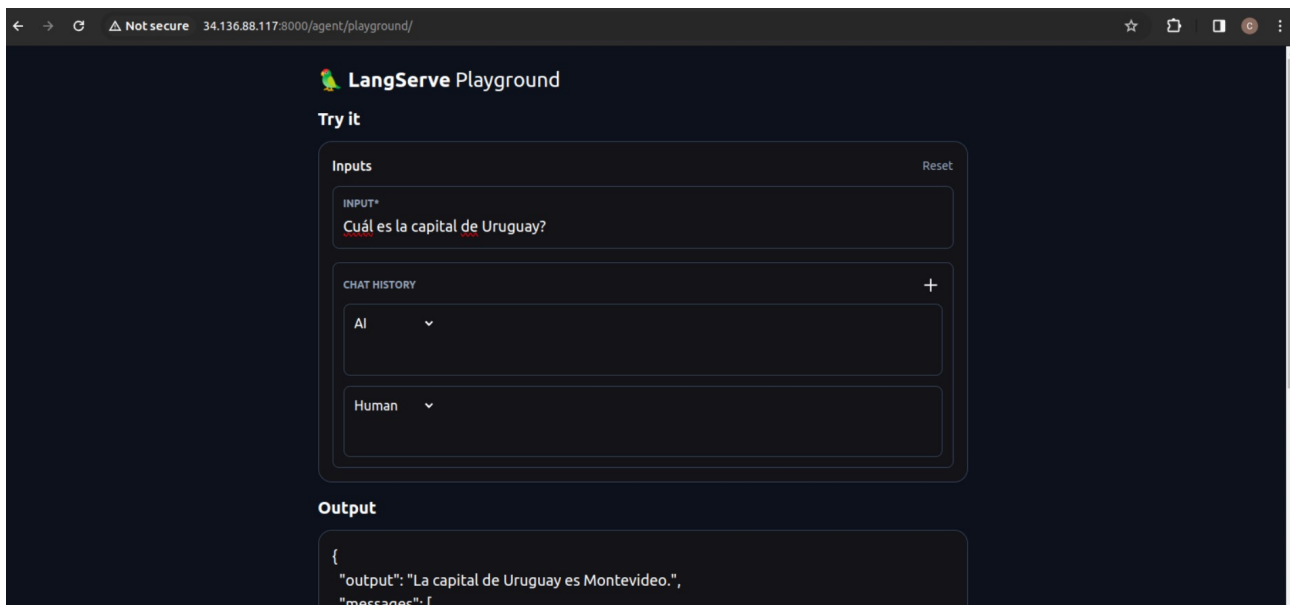 Not secure 34.136.88.117:8000/agent/playground/
C
LangServe Playground
Try it
Inputs
Reset
INPUT*
Cuál es la capital de Uruguay?
CHAT HISTORY
AI
Human
Output
{
"output": "La capital de Uruguay es Montevideo.",
"messages": [